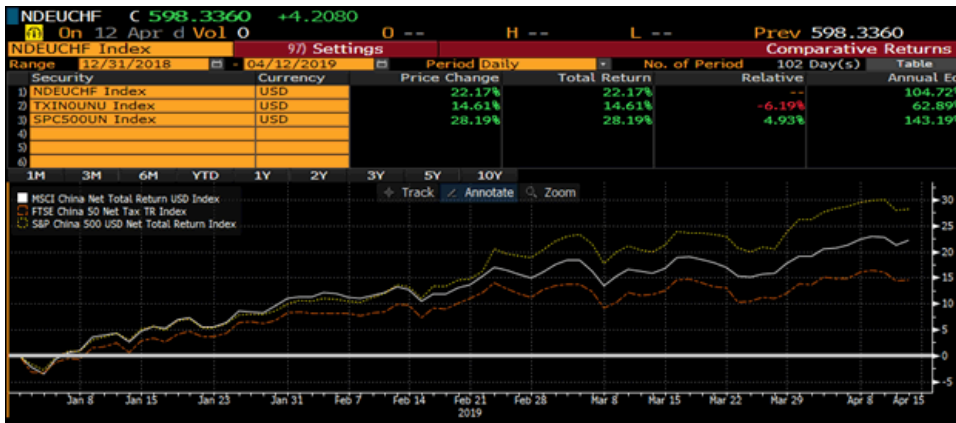 NDEUCHF C 598.3360 +4.2080
On 12 Apr d Vol 0 O -- H -- L -- Prev 598.3360
NDEUCHF Index 97) Settings Comparative Returns
Range 12/31/2018 - 04/12/2019 Period Daily No. of Period 102 Day(s) Table
Security Currency Price Change Total Return Relative Annual Eq
1) NDEUCHF Index USD 22.17% 22.17% -- 104.72%
2) TXIN0UNU Index USD 14.61% 14.61% -6.19% 62.89%
3) SPC500UN Index USD 28.19% 28.19% 4.93% 143.19%
4)
5)
6)
1M 3M 6M YTD 1Y 2Y 3Y 5Y 10Y
Track Annotate Zoom
MSCI China Net Total Return USD Index
FTSE China 50 Net Tax TR Index
S&P China 500 USD Net Total Return Index
30
25
20
15
10
5
0
-5
Jan 8 Jan 15 Jan 23 Jan 31 Feb 7 Feb 14 Feb 21 Feb 28 Mar 8 Mar 15 Mar 22 Mar 29 Apr 8 Apr 15
2019